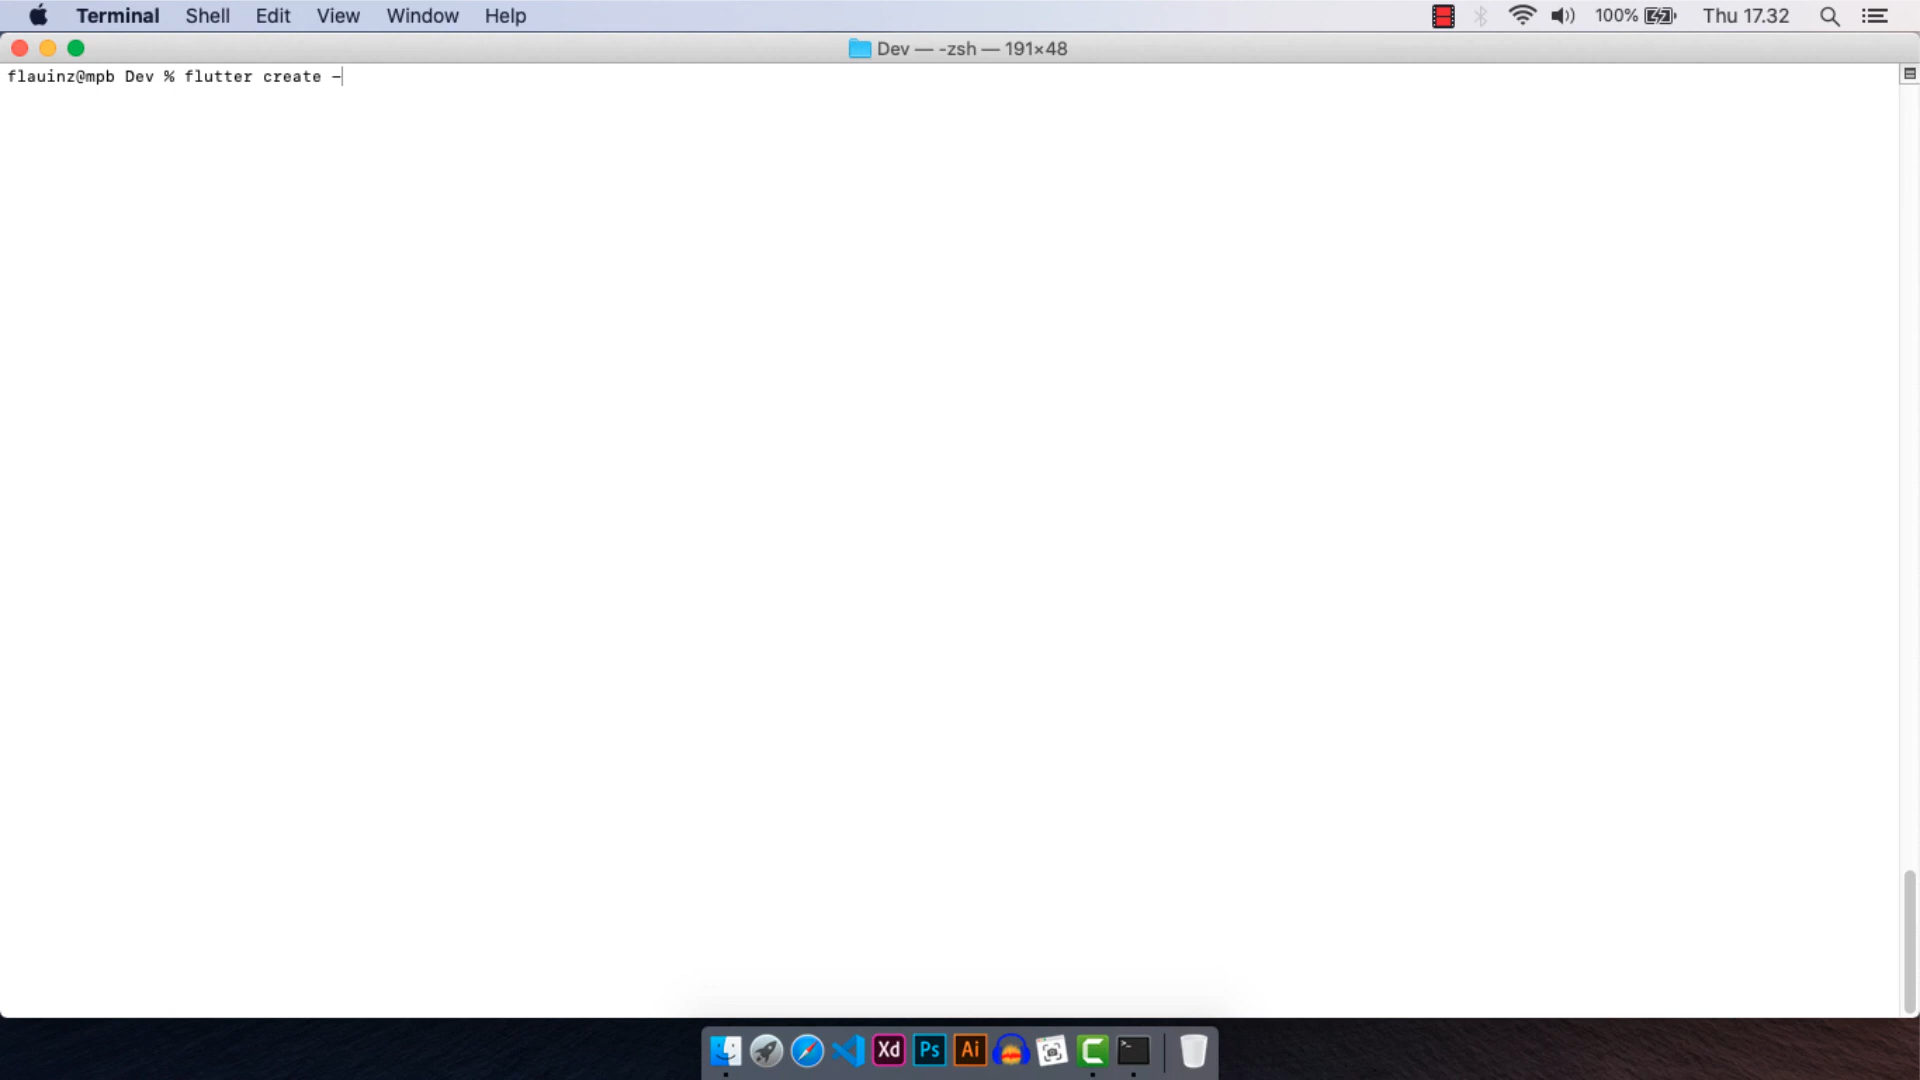 Terminal Shell Edit View Window Help 100% Thu 17.32
Dev — -zsh — 191×48
flauinz@mpb Dev % flutter create -
Xd Ps Ai